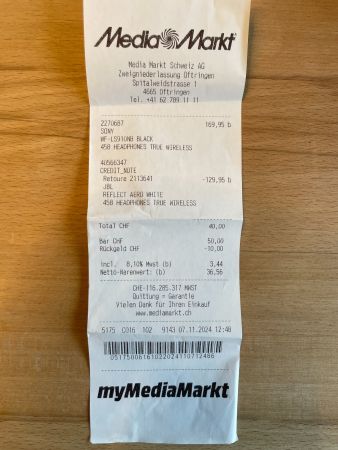 MediaMarkt
Media Markt Schweiz AG
Zweigniederlassung Oftringen
Spitalweidstrasse 1
4665 Oftringen
Tel. +41 62 789 11 11
2270687 169,95 b
SONY
WF-LS910NB BLACK
450 HEADPHONES TRUE WIRELESS
40566347
CREDIT_NOTE
Retoure 2113641 -129,95 b
JBL
REFLECT AERO WHITE
450 HEADPHONES TRUE WIRELESS
Total CHF 40,00
Bar CHF 50,00
Rückgeld CHF -10,00
incl. 8,10% Mwst (b) 3,44
Netto-Warenwert: (b) 36,56
CHE-116.285.317 MWST
Quittung = Garantie
Vielen Dank für Ihren Einkauf
www.mediamarkt.ch
5175 C016 102 9143 07.11.2024 12:48
myMediaMarkt